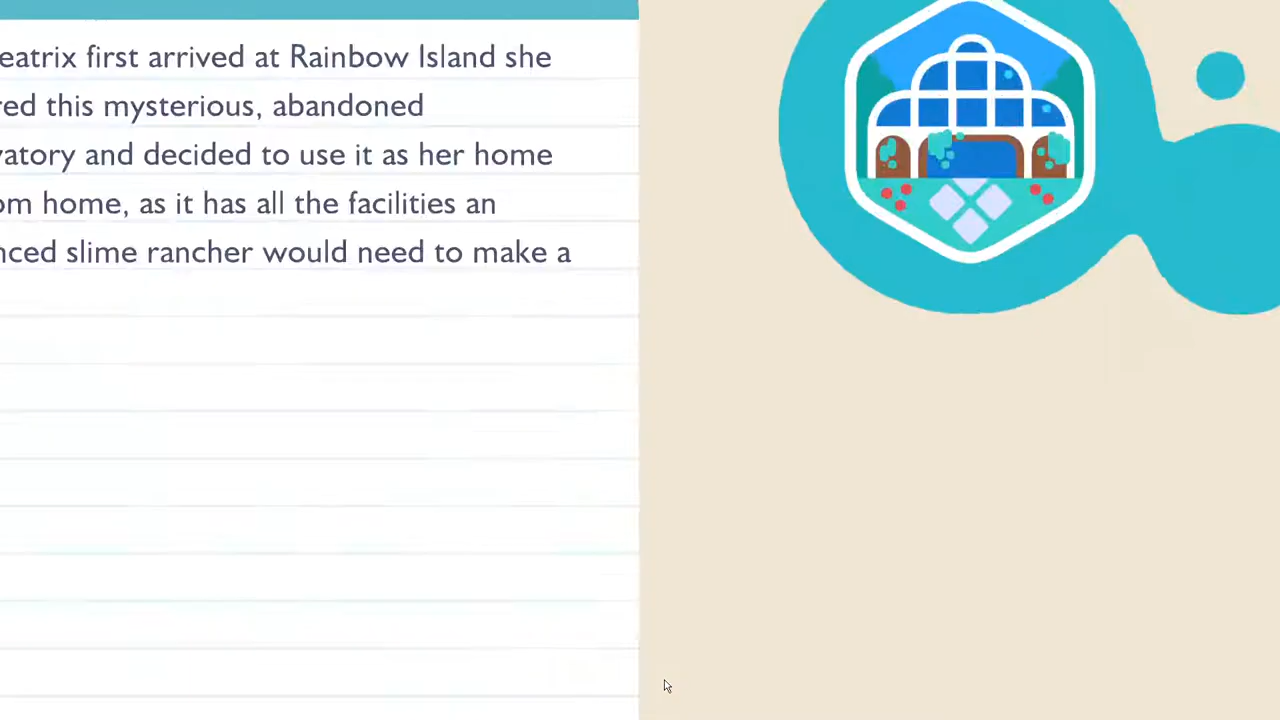 eatrix first arrived at Rainbow Island she
red this mysterious, abandoned
vatory and decided to use it as her home
om home, as it has all the facilities an
nced slime rancher would need to make a